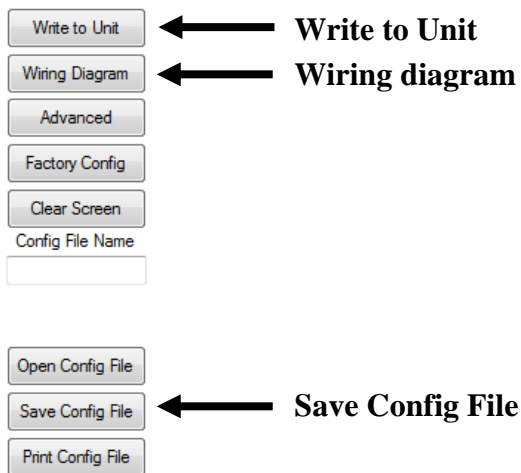 Write to Unit Write to Unit
Wiring Diagram Wiring diagram
Advanced
Factory Config
Clear Screen
Config File Name
Open Config File
Save Config File Save Config File
Print Config File